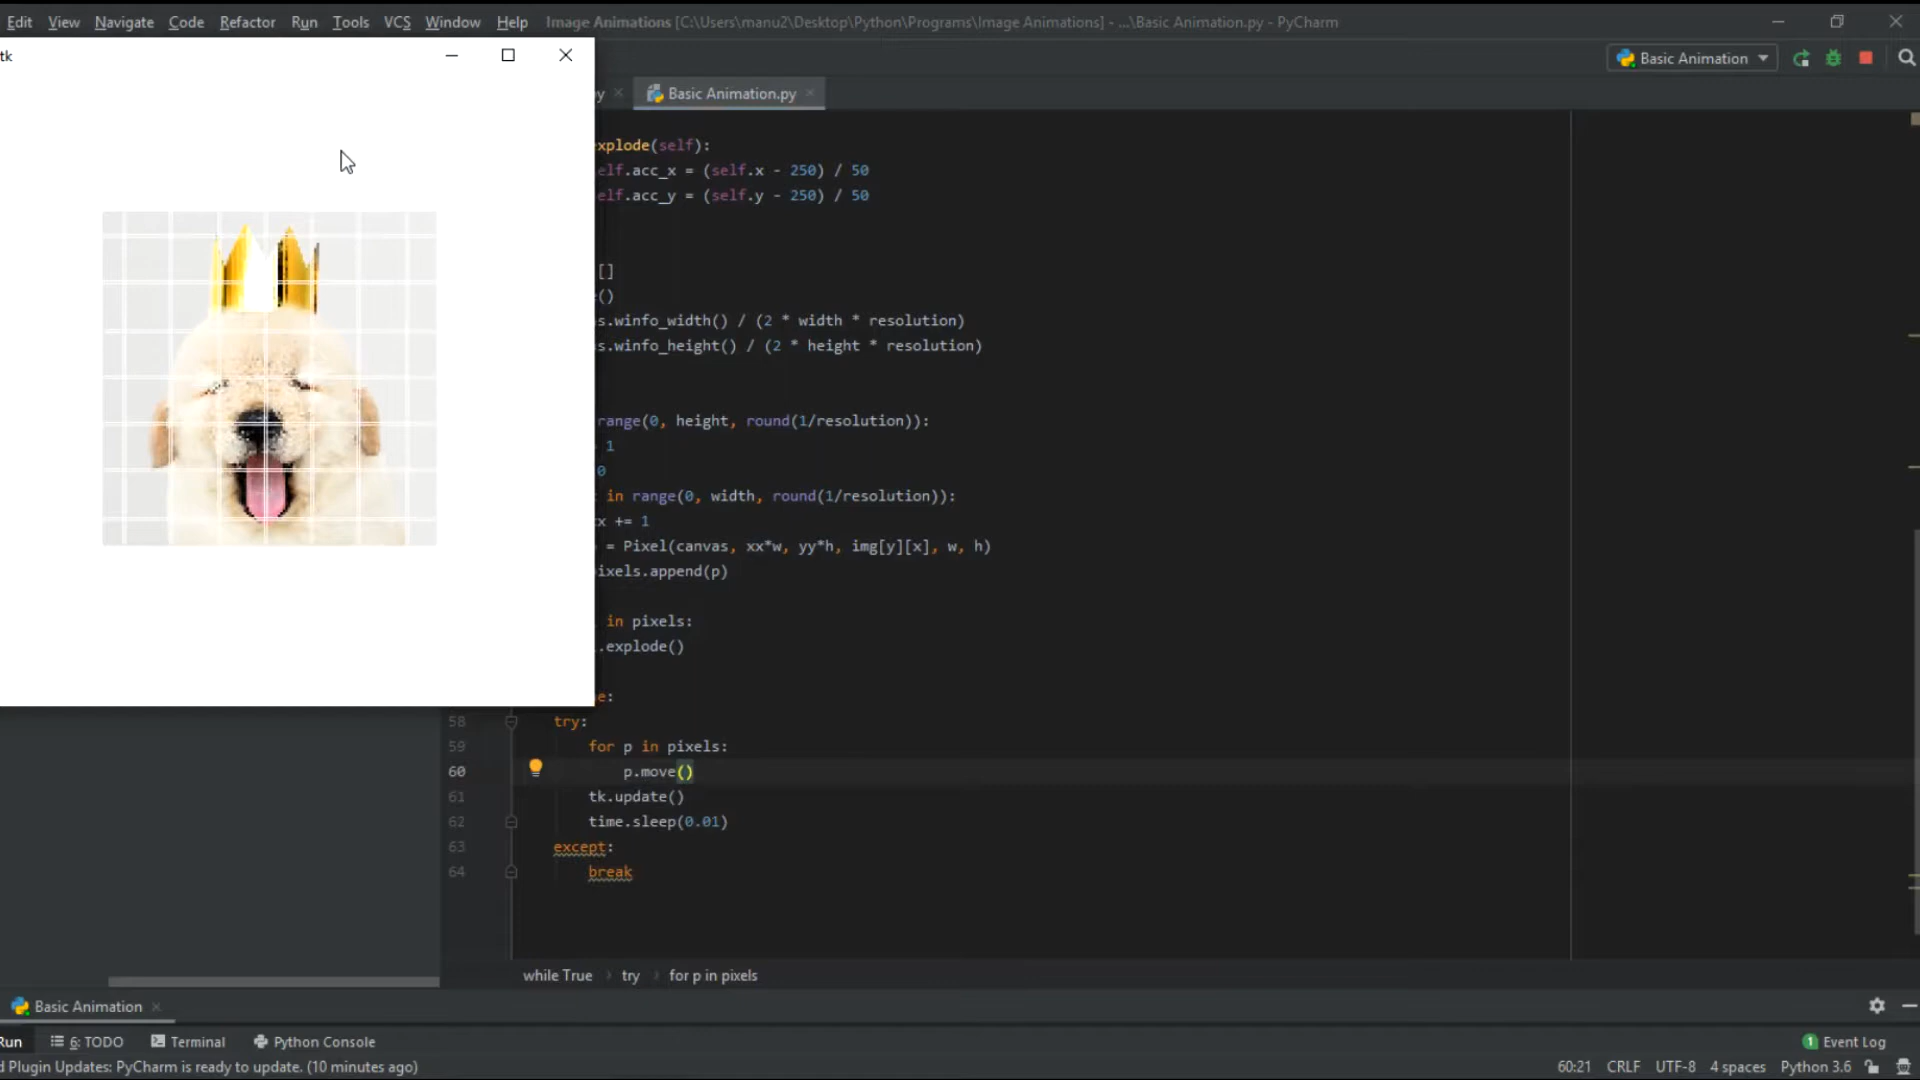 Edit View Navigate Code Refactor Run Tools VCS Window Help Image Animations [C:\Users\manu2\Desktop\Python\Programs\Image Animations] - ...\Basic Animation.py - PyCharm
tk
Basic Animation
y Basic Animation.py
xplode(self):
elf.acc_x = (self.x - 250) / 50
elf.acc_y = (self.y - 250) / 50
[]
()
s.winfo_width() / (2 * width * resolution)
s.winfo_height() / (2 * height * resolution)
range(0, height, round(1/resolution)):
1
0
in range(0, width, round(1/resolution)):
x += 1
= Pixel(canvas, xx*w, yy*h, img[y][x], w, h)
ixels.append(p)
in pixels:
.explode()
e:
58 try:
59 for p in pixels:
60 p.move()
61 tk.update()
62 time.sleep(0.01)
63 except:
64 break
while True > try > for p in pixels
Basic Animation
Run 6: TODO Terminal Python Console 1 Event Log
d Plugin Updates: PyCharm is ready to update. (10 minutes ago) 60:21 CRLF UTF-8 4 spaces Python 3.6